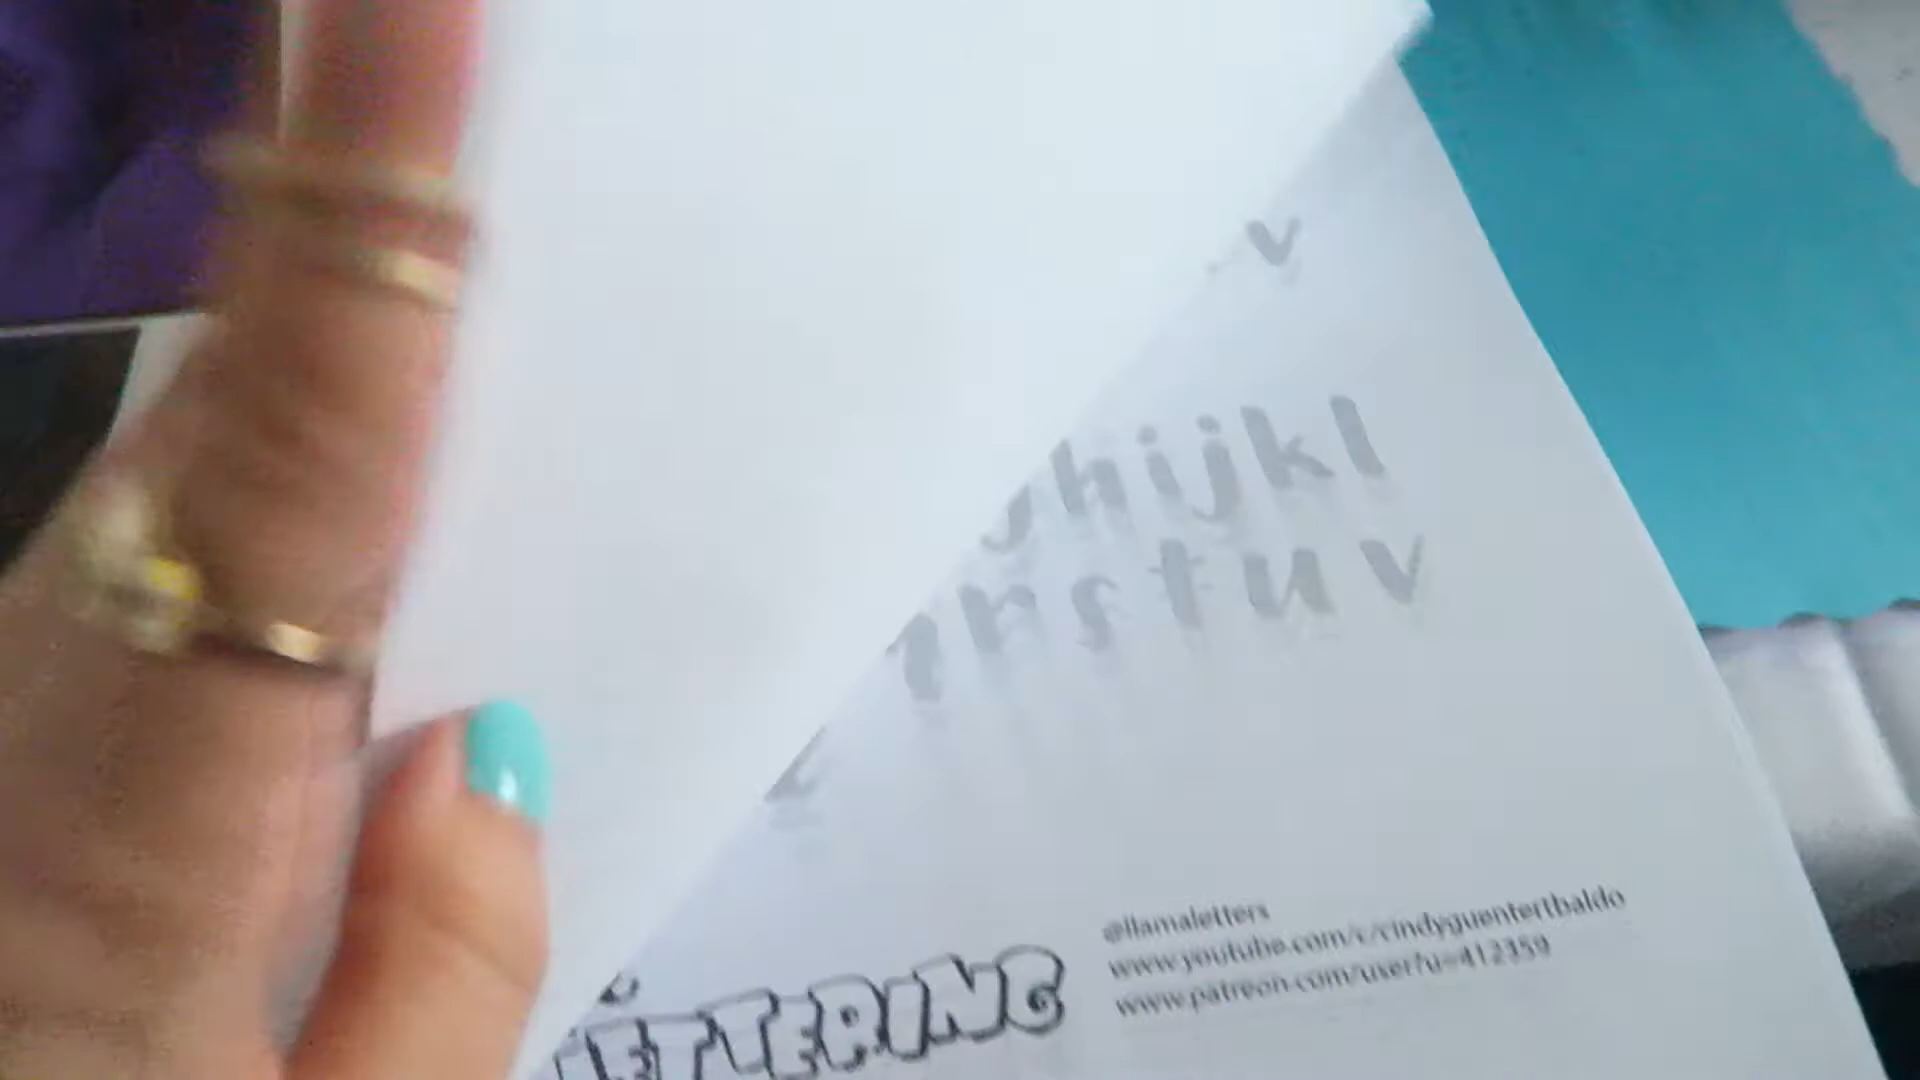 v
hijkl
rstuv
@llamaletters
www.youtube.com/c/cindyguentertbaldo
www.patreon.com/user?u=412359
LETTERING